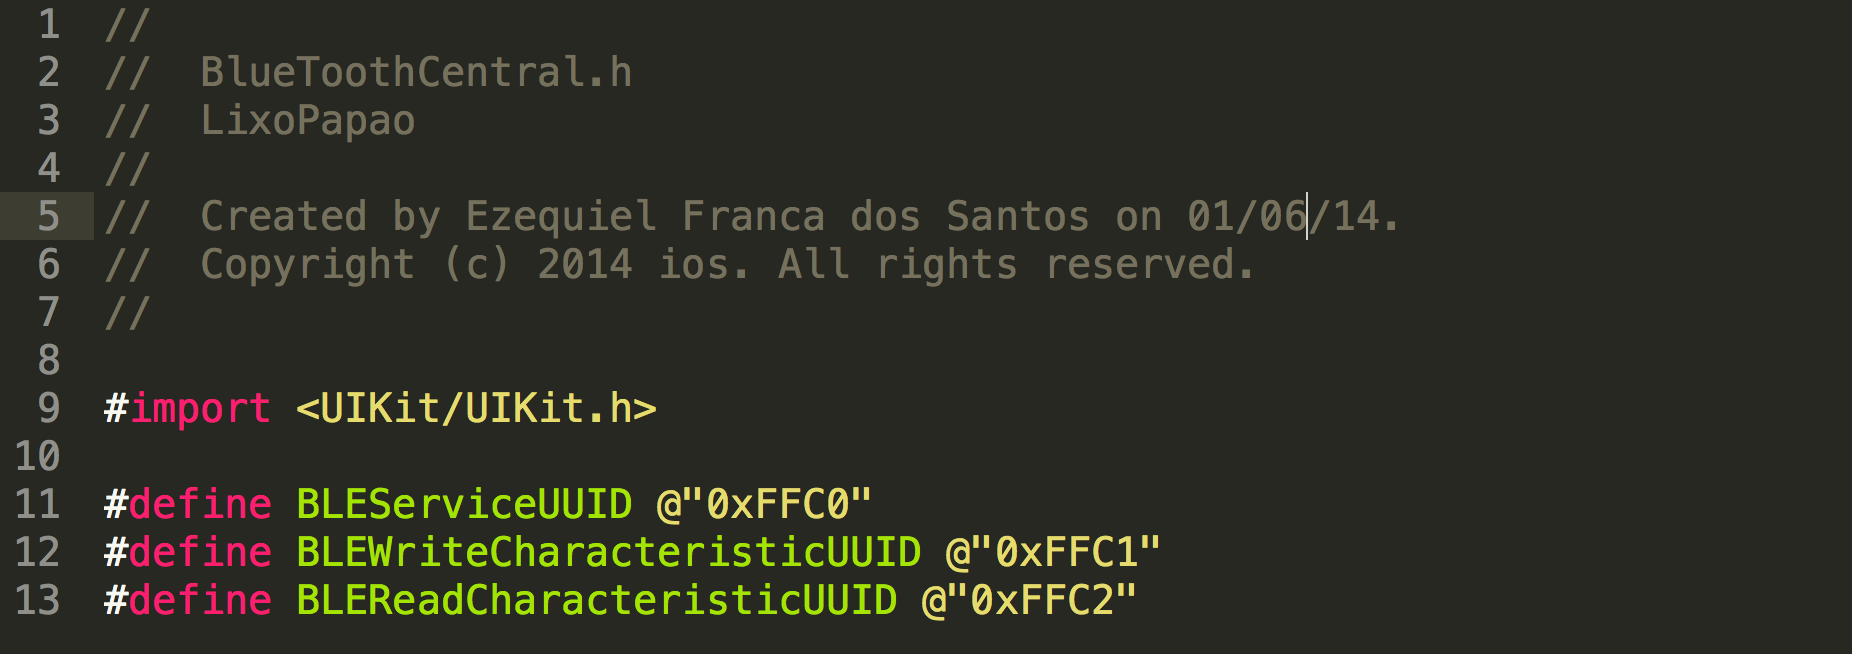 1 //
2 //  BlueToothCentral.h
3 //  LixoPapao
4 //
5 //  Created by Ezequiel Franca dos Santos on 01/06/14.
6 //  Copyright (c) 2014 ios. All rights reserved.
7 //
8
9 #import <UIKit/UIKit.h>
10
11 #define BLEServiceUUID @"0xFFC0"
12 #define BLEWriteCharacteristicUUID @"0xFFC1"
13 #define BLEReadCharacteristicUUID @"0xFFC2"